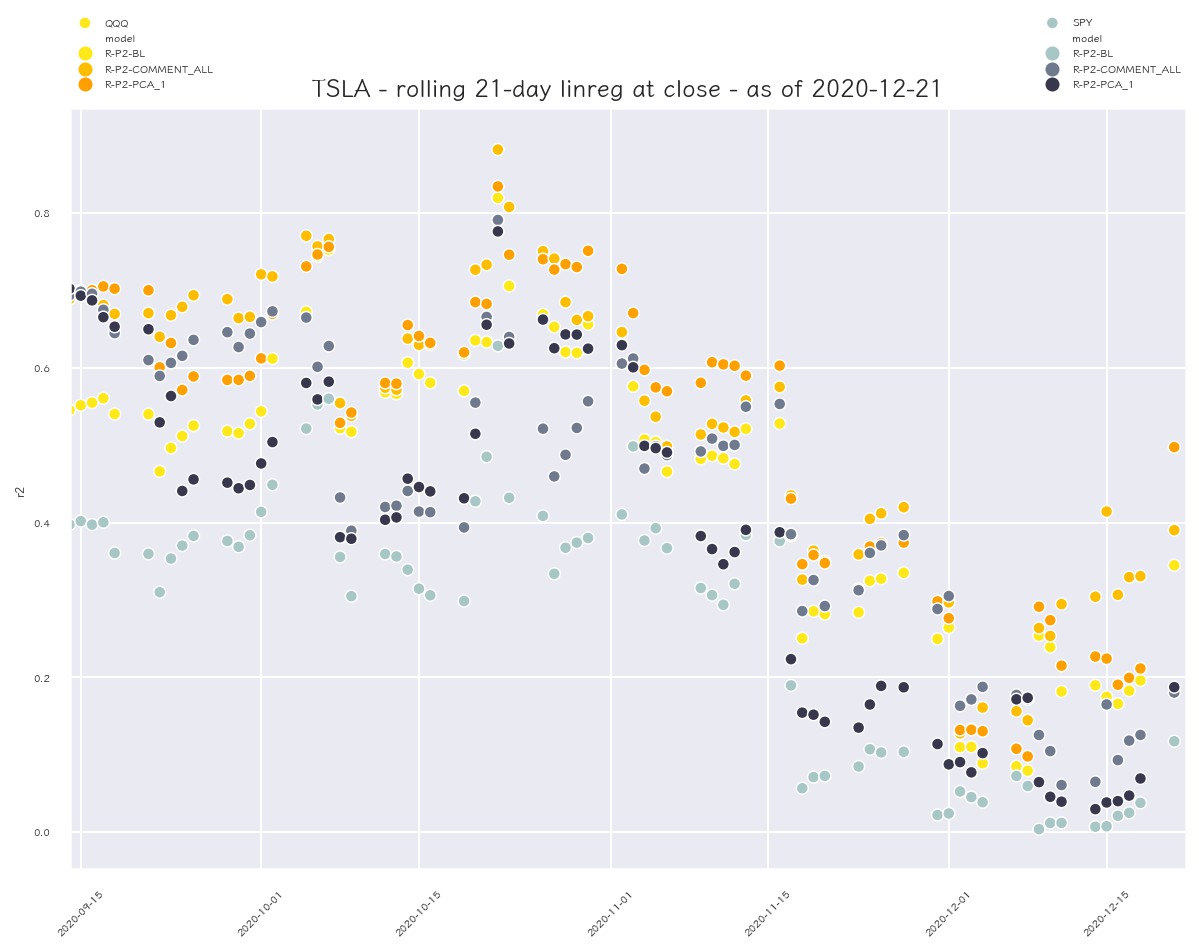 QQQ
model
R-P2-BL
R-P2-COMMENT_ALL
R-P2-PCA_1
SPY
model
R-P2-BL
R-P2-COMMENT_ALL
R-P2-PCA_1
TSLA - rolling 21-day linreg at close - as of 2020-12-21
r2
0.8
0.6
0.4
0.2
0.0
2020-09-15
2020-10-01
2020-10-15
2020-11-01
2020-11-15
2020-12-01
2020-12-15